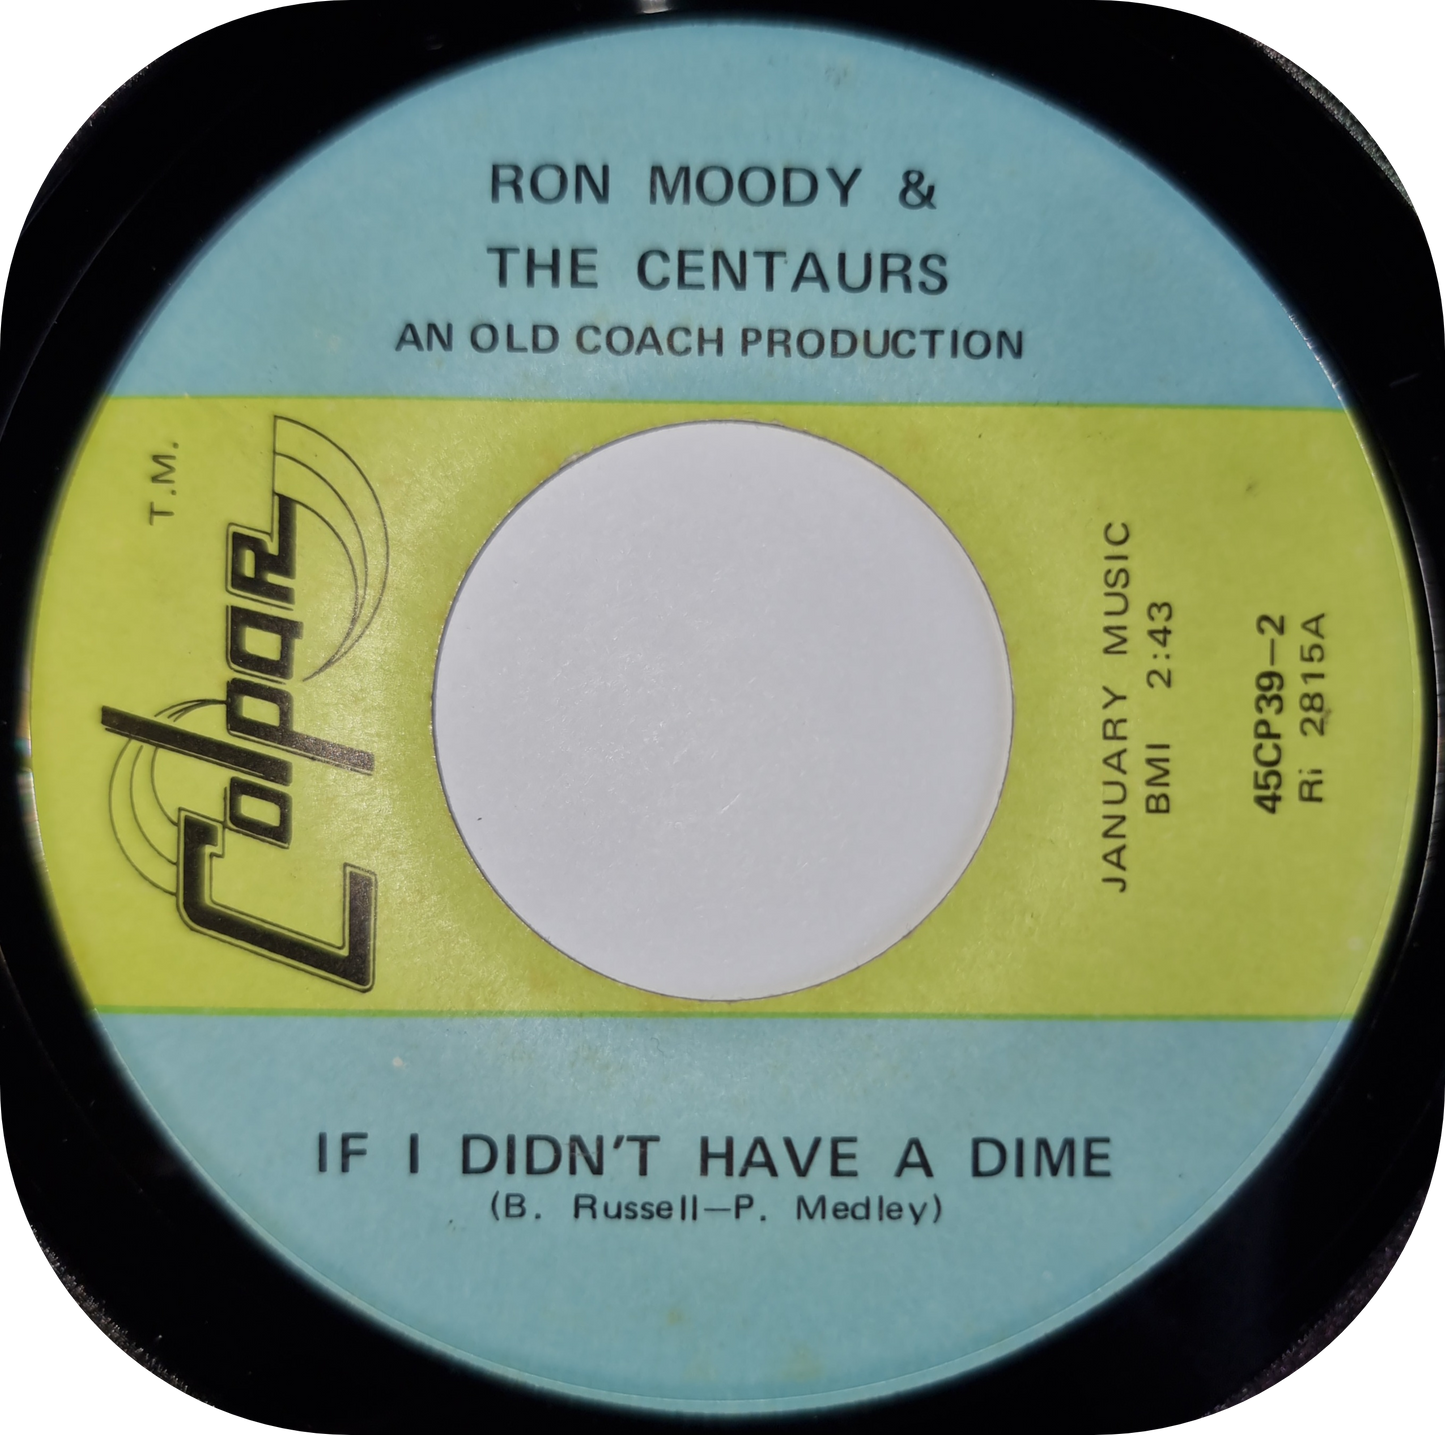 RON MOODY &
THE CENTAURS
AN OLD COACH PRODUCTION
T.M.
Colpar
JANUARY MUSIC
BMI 2:43
45CP39-2
Ri 2815A
IF I DIDN'T HAVE A DIME
(B. Russell-P. Medley)